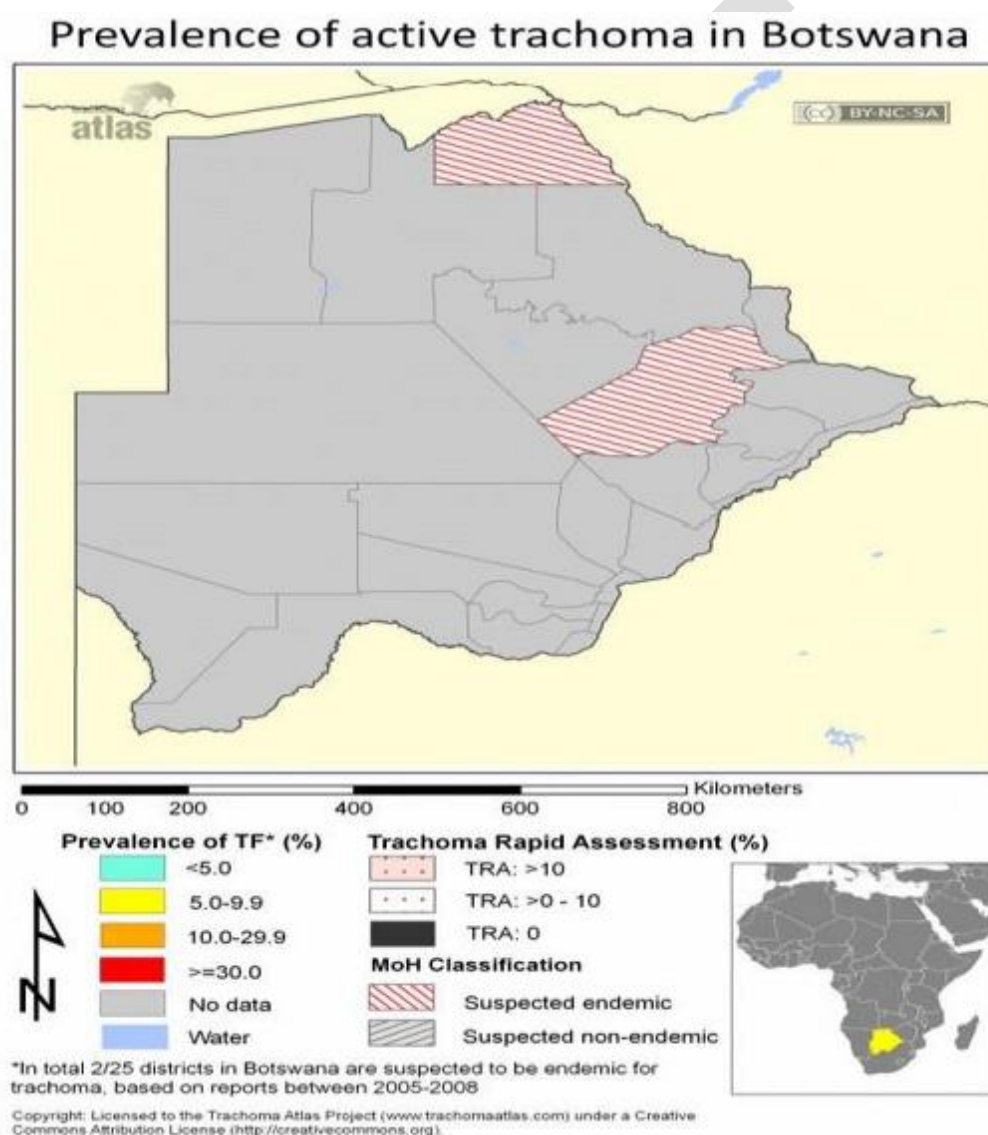 Prevalence of active trachoma in Botswana
atlas
(cc) BY-NC-SA
Kilometers
0 100 200 400 600 800
Prevalence of TF* (%)
<5.0
5.0-9.9
10.0-29.9
>=30.0
No data
Water
N
Trachoma Rapid Assessment (%)
TRA: >10
TRA: >0 - 10
TRA: 0
MoH Classification
Suspected endemic
Suspected non-endemic
*In total 2/25 districts in Botswana are suspected to be endemic for
trachoma, based on reports between 2005-2008
Copyright: Licensed to the Trachoma Atlas Project (www.trachomaatlas.com) under a Creative
Commons Attribution License (http://creativecommons.org).